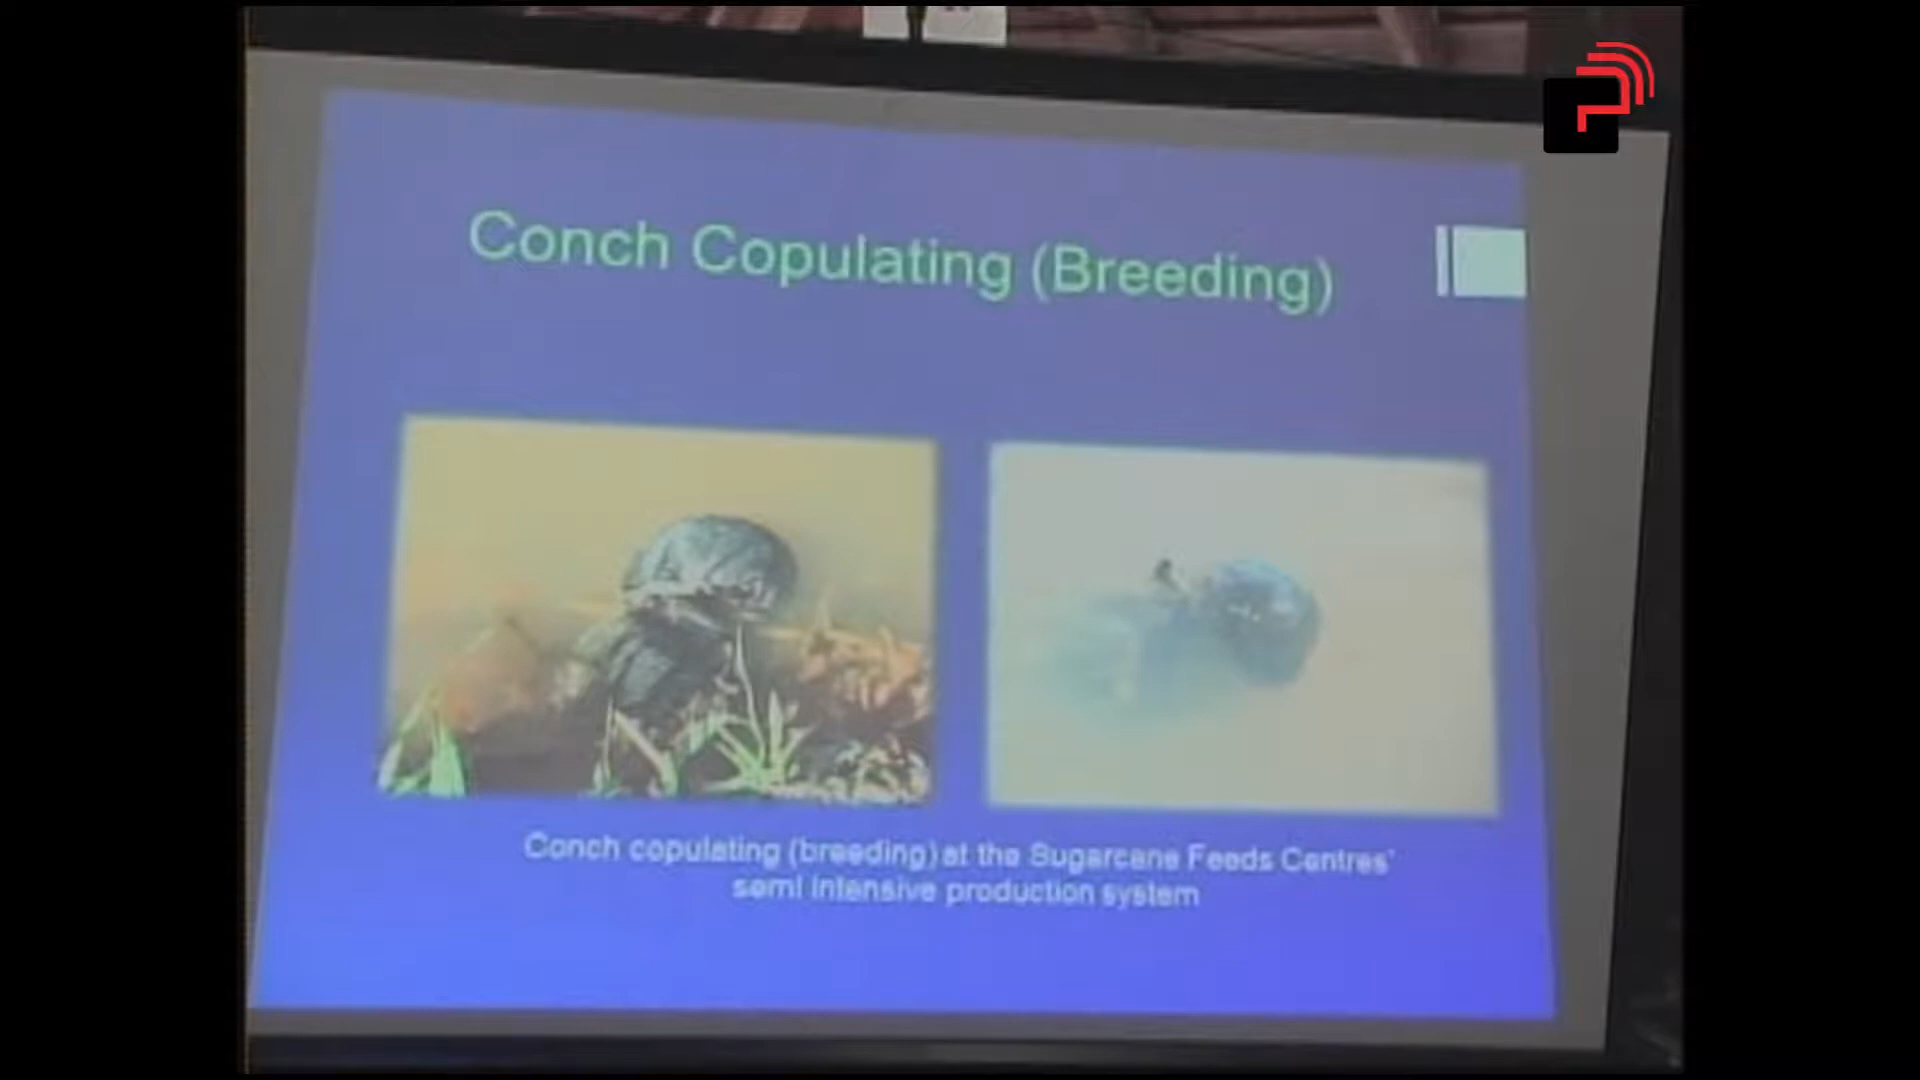 Conch Copulating (Breeding)
Conch copulating (breeding) at the Sugarcane Feeds Centres'
semi intensive production system